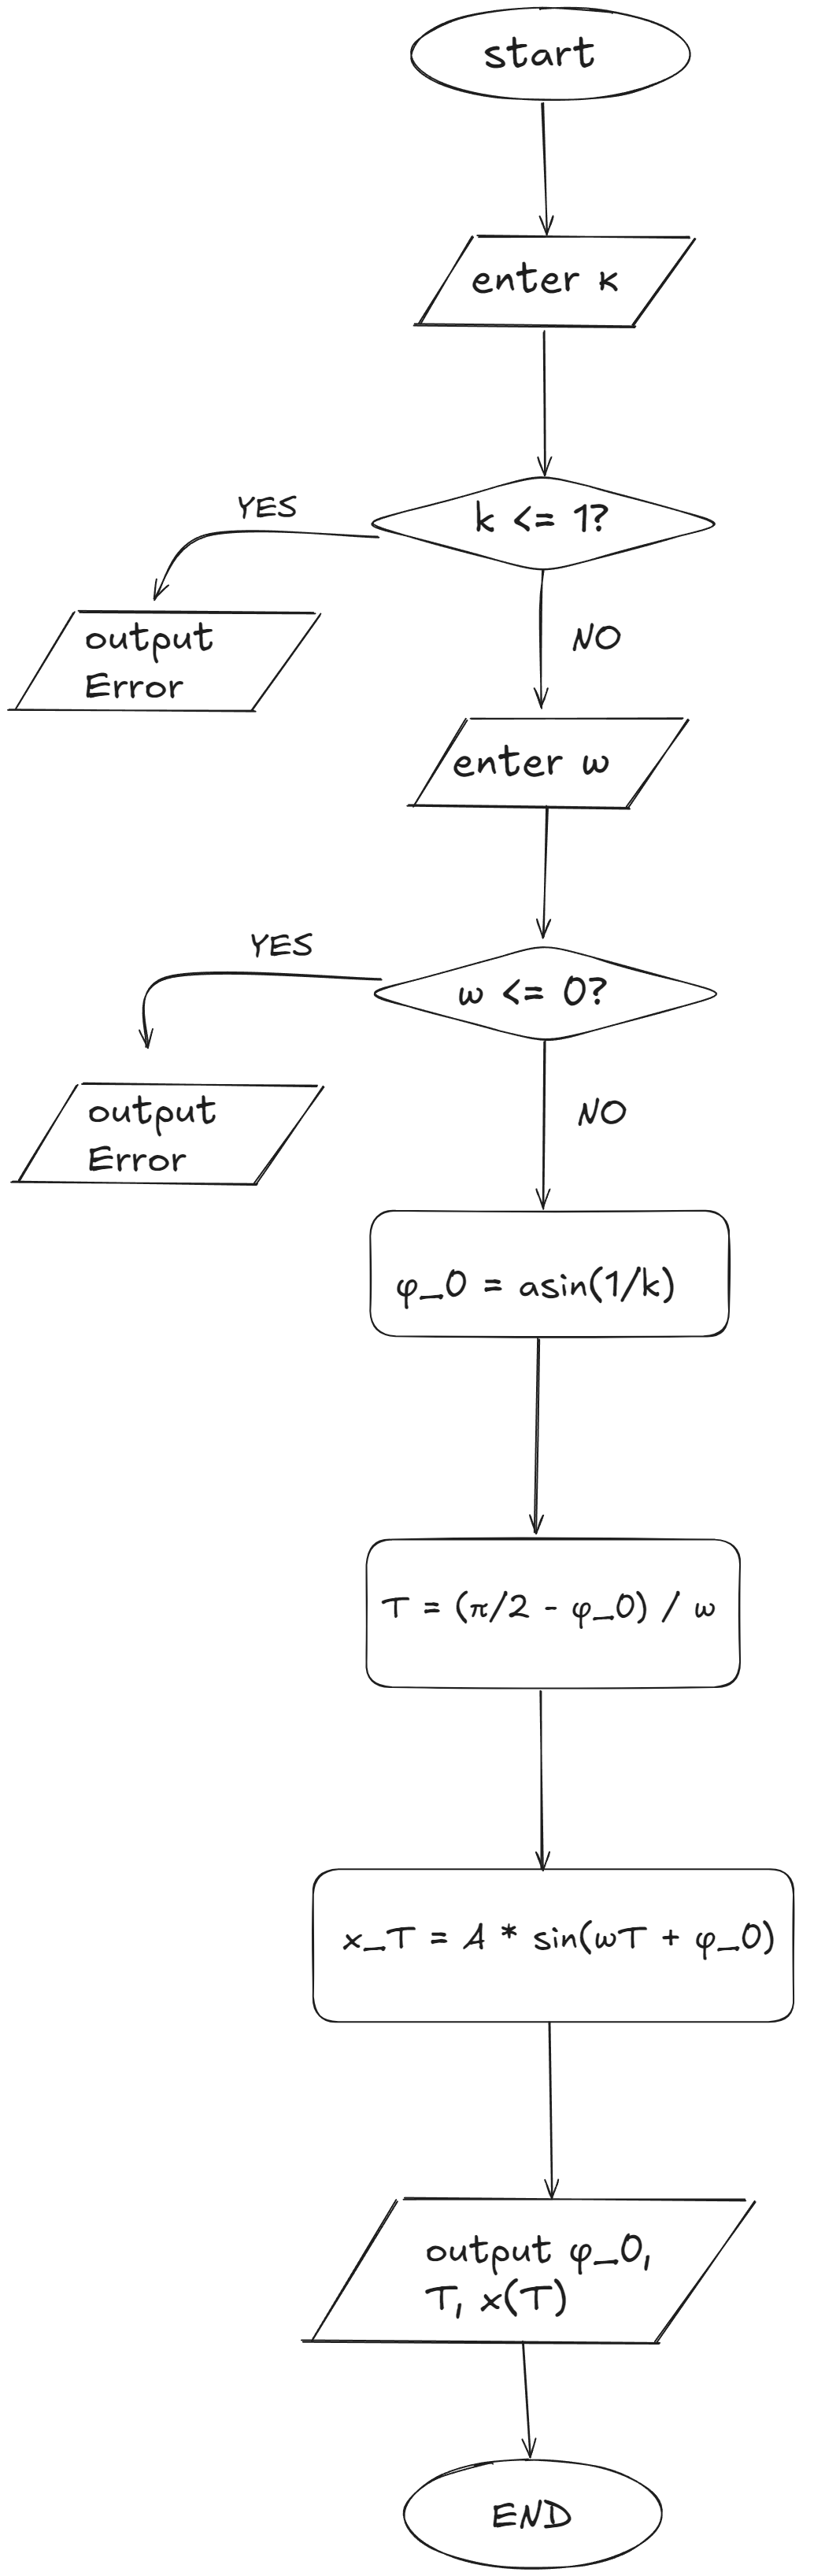 start
enter k
k <= 1?
YES
NO
output
Error
enter w
w <= 0?
YES
NO
output
Error
φ_0 = asin(1/k)
T = (π/2 - φ_0) / w
x_T = A * sin(wT + φ_0)
output φ_0,
T, x(T)
END